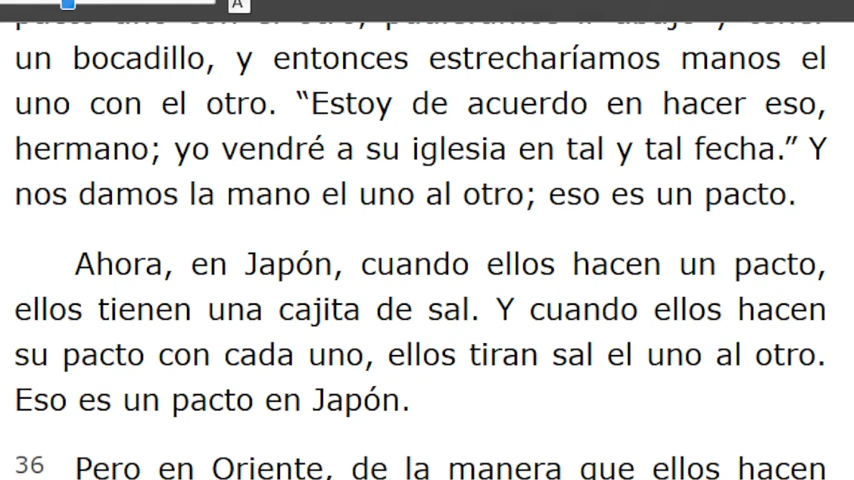 A
un bocadillo, y entonces estrecharíamos manos el
uno con el otro. “Estoy de acuerdo en hacer eso,
hermano; yo vendré a su iglesia en tal y tal fecha.” Y
nos damos la mano el uno al otro; eso es un pacto.
Ahora, en Japón, cuando ellos hacen un pacto,
ellos tienen una cajita de sal. Y cuando ellos hacen
su pacto con cada uno, ellos tiran sal el uno al otro.
Eso es un pacto en Japón.
36 Pero en Oriente, de la manera que ellos hacen